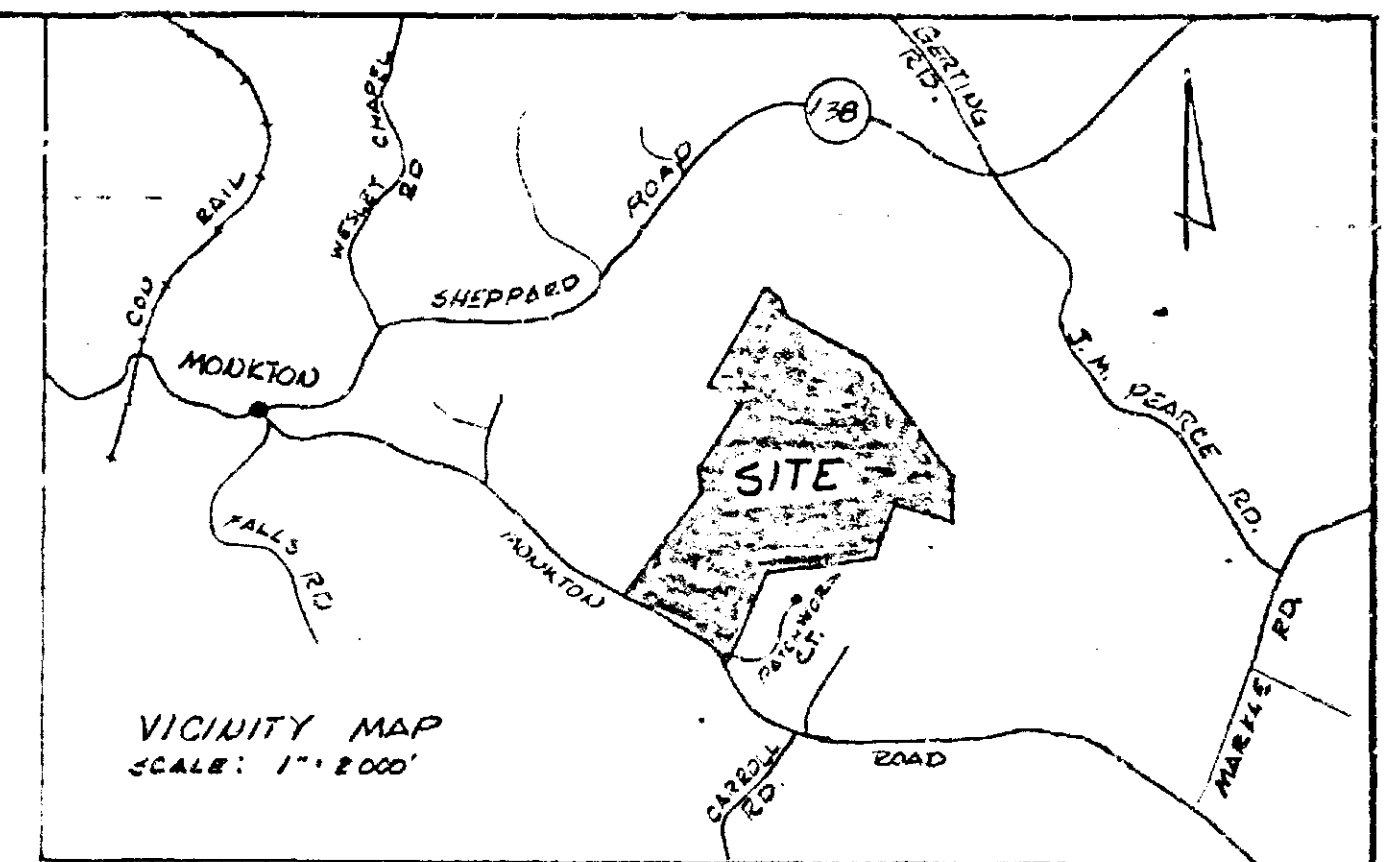 GERTING
RD.
138
CON RAIL
WESLEY CHAPEL
RD
SHEPPARD ROAD
MONKTON
J. M. PEARCE RD.
SITE
FALLS RD
MONKTON ROAD
CT.
CARROLL
RD.
MARKLE RD.
VICINITY MAP
SCALE: 1" = 2000'